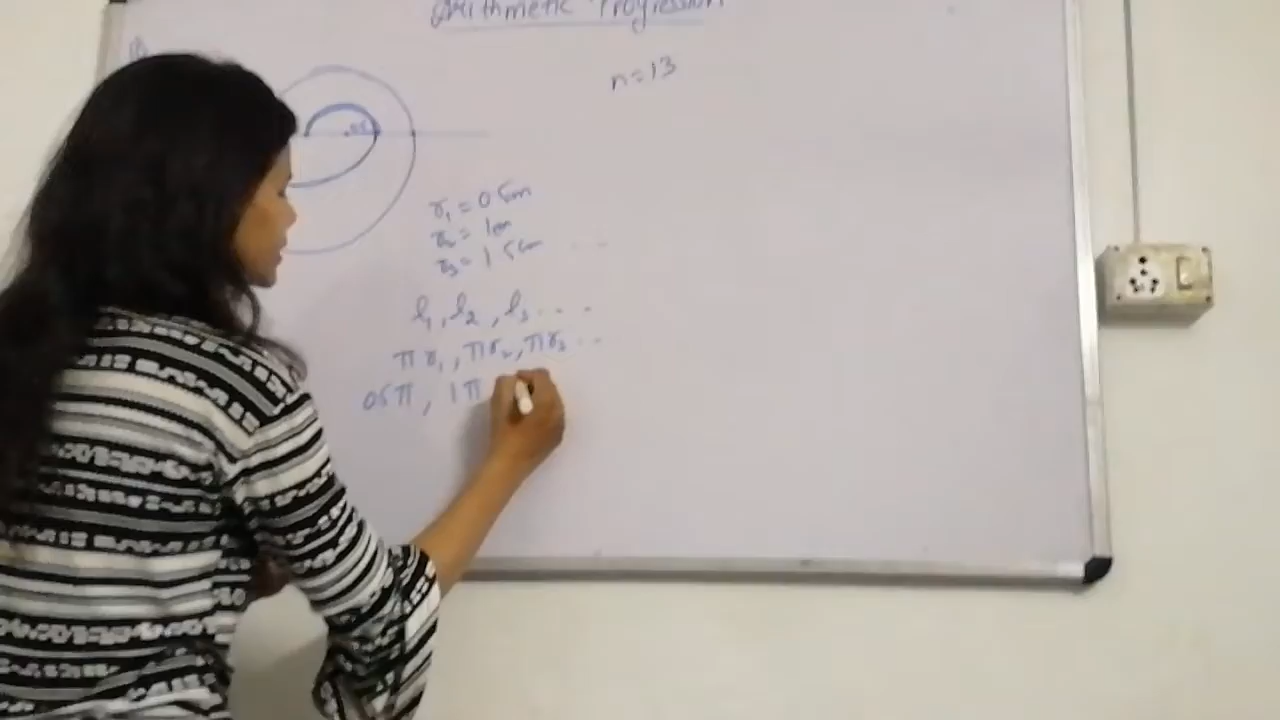 Arithmetic Progression
n=13
r₁ = 0.5cm
r₂ = 1cm
r₃ = 1.5cm ...
l₁, l₂, l₃ ....
πr₁, πr₂, πr₃ ...
0.5π, 1π